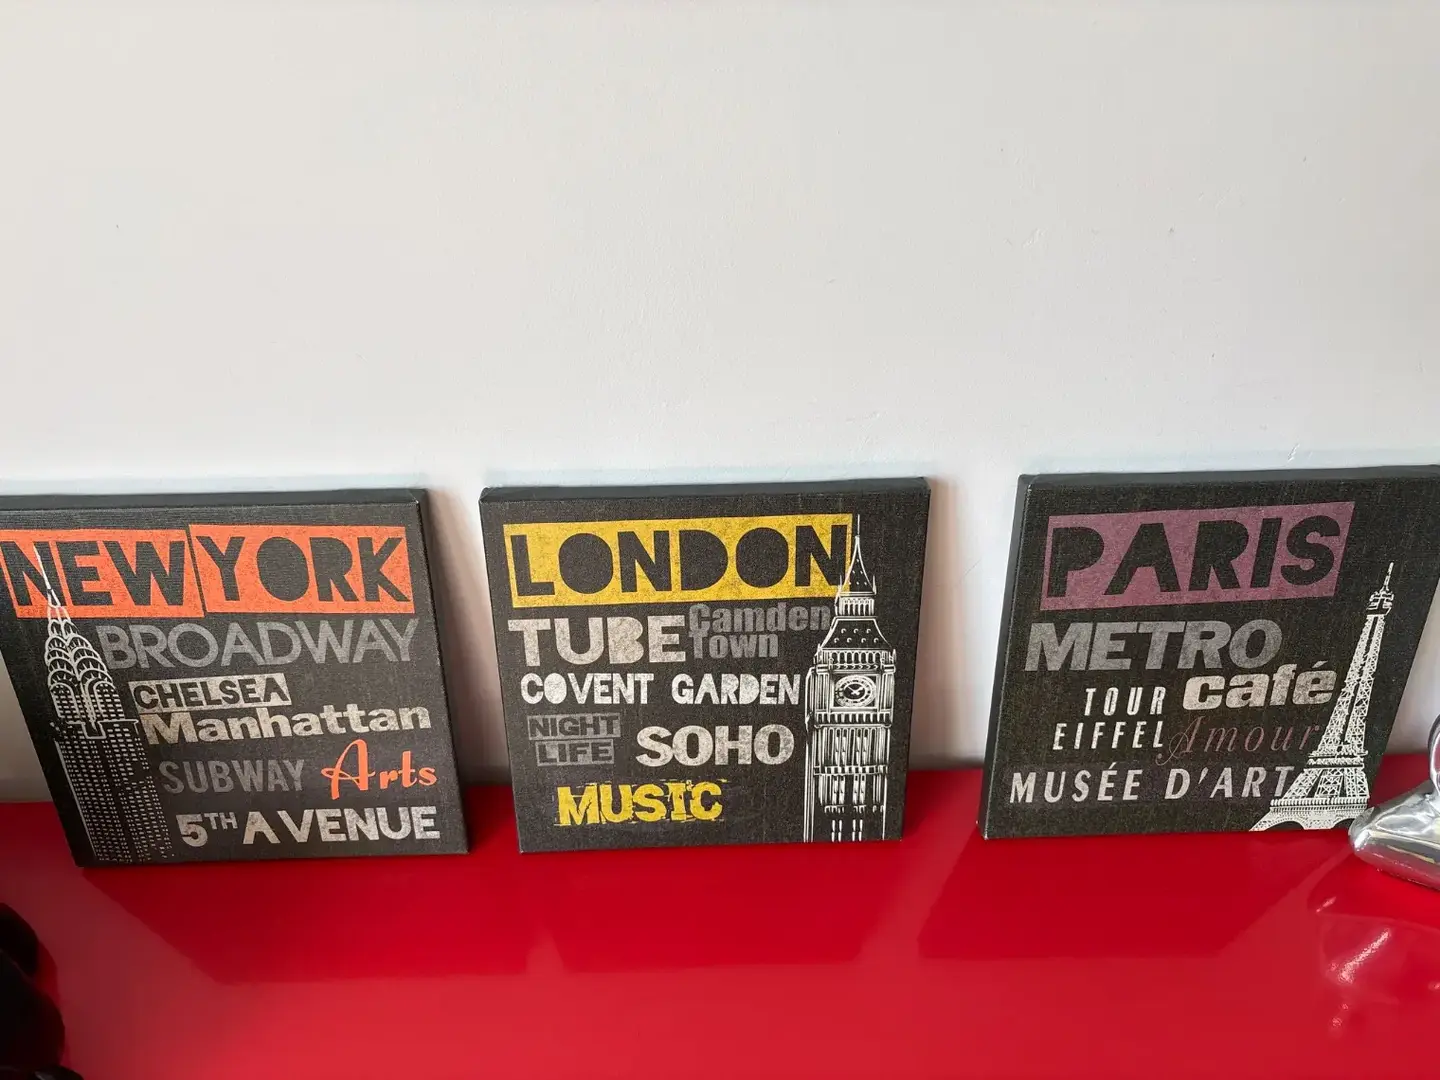 NEW YORK
BROADWAY
CHELSEA
Manhattan
SUBWAY Arts
5TH AVENUE
LONDON
TUBE Camden
Town
COVENT GARDEN
NIGHT
LIFE SOHO
MUSIC
PARIS
METRO
TOUR café
EIFFEL Amour
MUSÉE D'ART